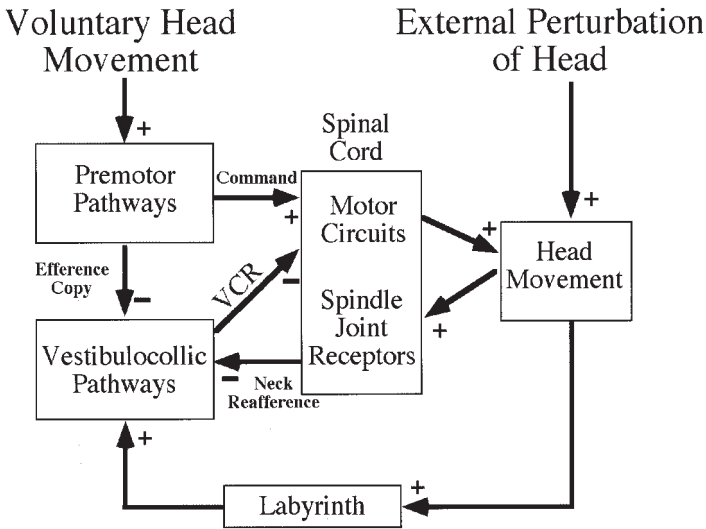 Voluntary Head
Movement
External Perturbation
of Head
+
Spinal
Cord
Premotor
Pathways
Command
+
Motor
Circuits
+
+
Head
Movement
Efference
Copy
−
VCR
−
Spindle
Joint
Receptors
+
Vestibulocollic
Pathways
−
Neck
Reafference
+
Labyrinth
+